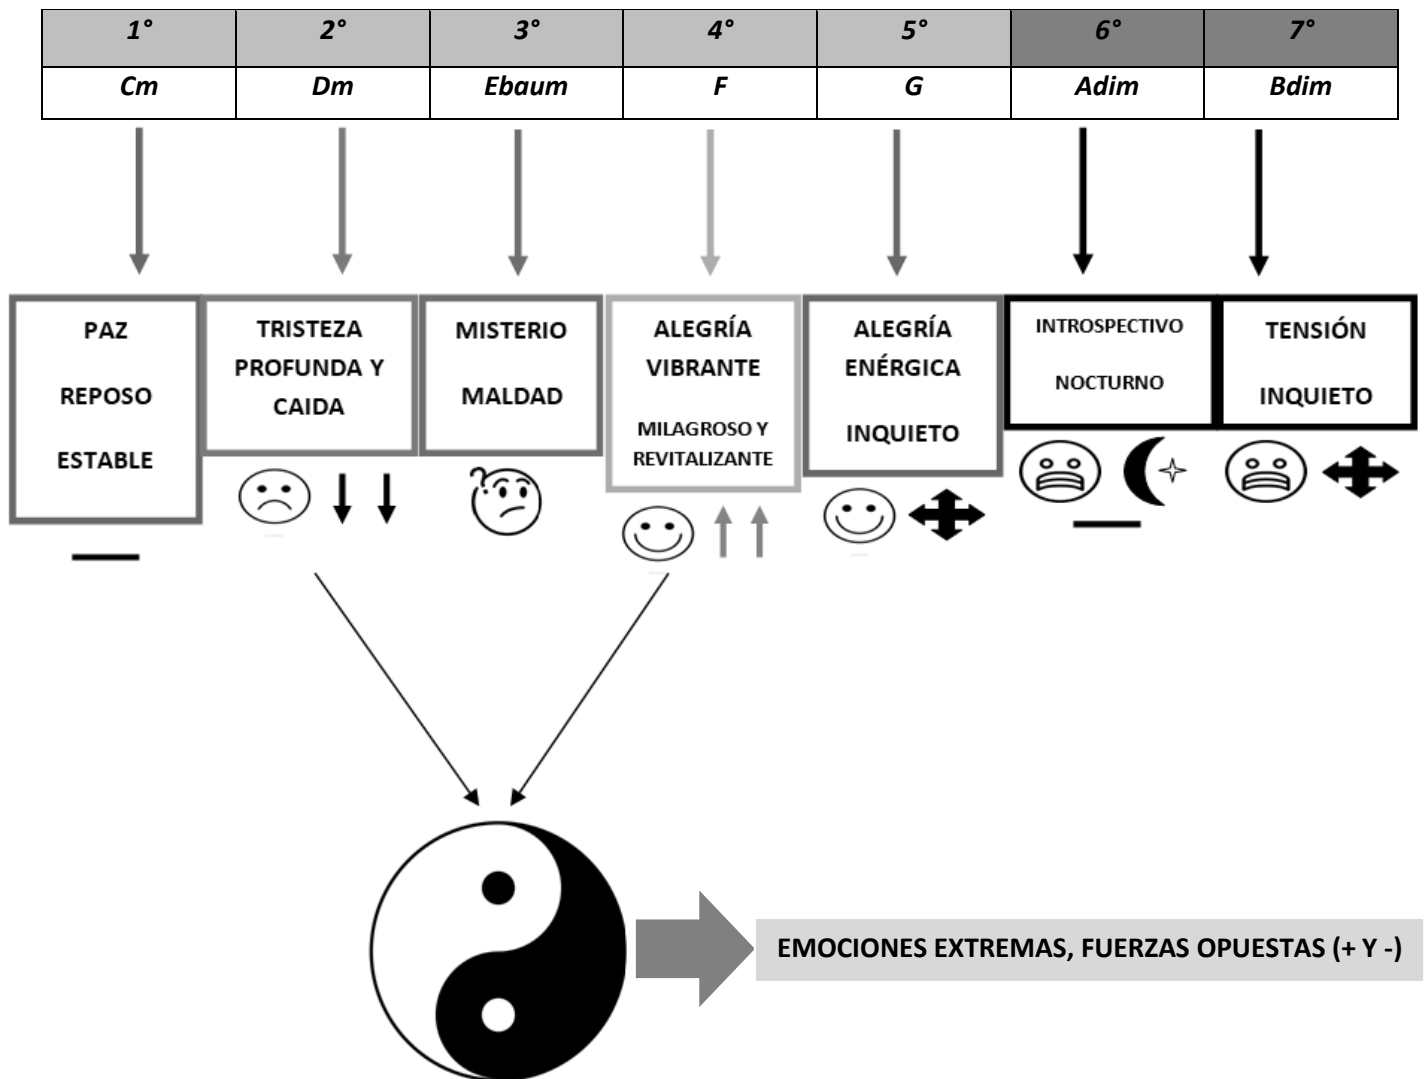 1° 2° 3° 4° 5° 6° 7°
Cm Dm Ebaum F G Adim Bdim
PAZ
REPOSO
ESTABLE
TRISTEZA
PROFUNDA Y
CAIDA
MISTERIO
MALDAD
ALEGRÍA
VIBRANTE
MILAGROSO Y
REVITALIZANTE
ALEGRÍA
ENÉRGICA
INQUIETO
INTROSPECTIVO
NOCTURNO
TENSIÓN
INQUIETO
?
EMOCIONES EXTREMAS, FUERZAS OPUESTAS (+ Y -)